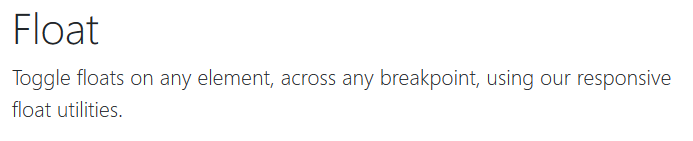 Float
Toggle floats on any element, across any breakpoint, using our responsive
float utilities.